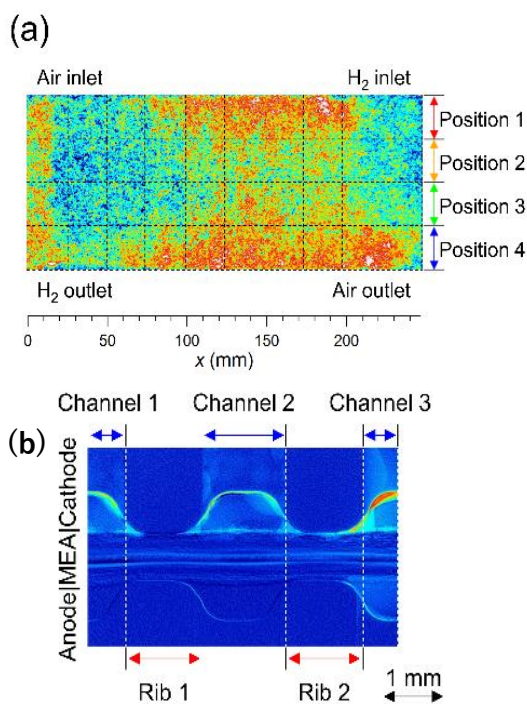 (a)
Air inlet
H₂ inlet
Position 1
Position 2
Position 3
Position 4
H₂ outlet
Air outlet
0 50 100 150 200
x (mm)
Channel 1 Channel 2 Channel 3
(b)
Anode|MEA|Cathode
Rib 1
Rib 2
1 mm